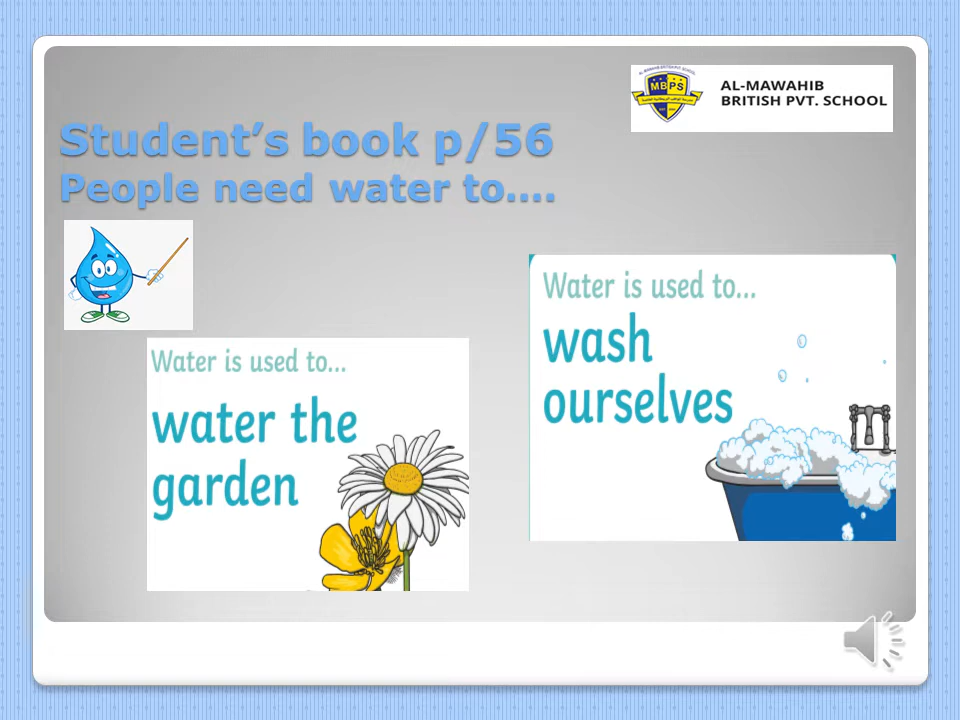 AL-MAWAHIB
BRITISH PVT. SCHOOL
MBPS
Student’s book p/56
People need water to....
Water is used to...
water the
garden
Water is used to...
wash
ourselves